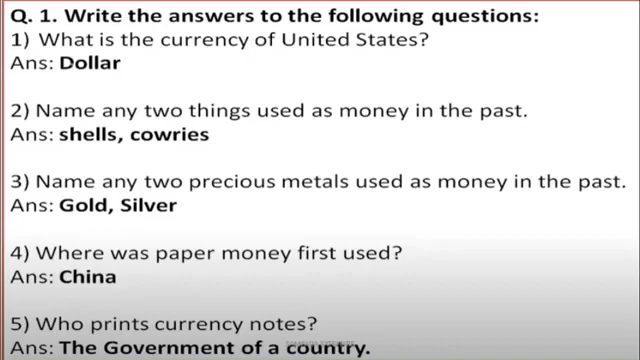 Q. 1. Write the answers to the following questions:
1) What is the currency of United States?
Ans: Dollar
2) Name any two things used as money in the past.
Ans: shells, cowries
3) Name any two precious metals used as money in the past.
Ans: Gold, Silver
4) Where was paper money first used?
Ans: China
5) Who prints currency notes?
Ans: The Government of a country.